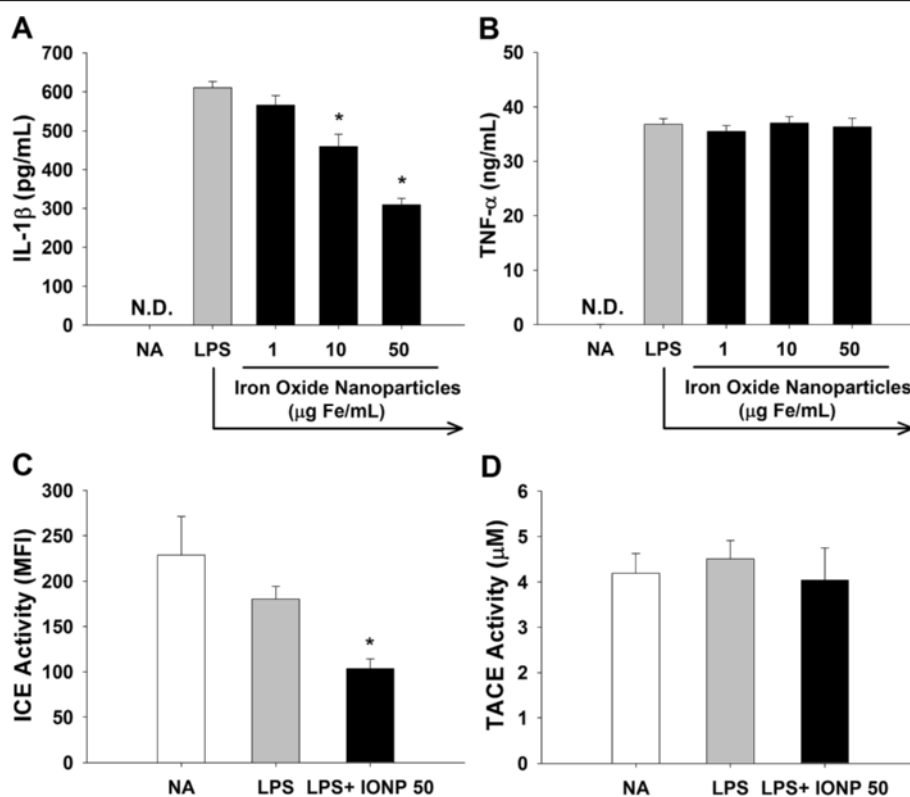 A
IL-1β (pg/mL)
700
600
500
400
300
200
100
0
N.D.
*
*
NA LPS 1 10 50
Iron Oxide Nanoparticles
(μg Fe/mL)
B
TNF-α (ng/mL)
50
40
30
20
10
0
N.D.
NA LPS 1 10 50
Iron Oxide Nanoparticles
(μg Fe/mL)
C
ICE Activity (MFI)
300
250
200
150
100
50
0
*
NA LPS LPS+ IONP 50
D
TACE Activity (μM)
6
5
4
3
2
1
0
NA LPS LPS+ IONP 50